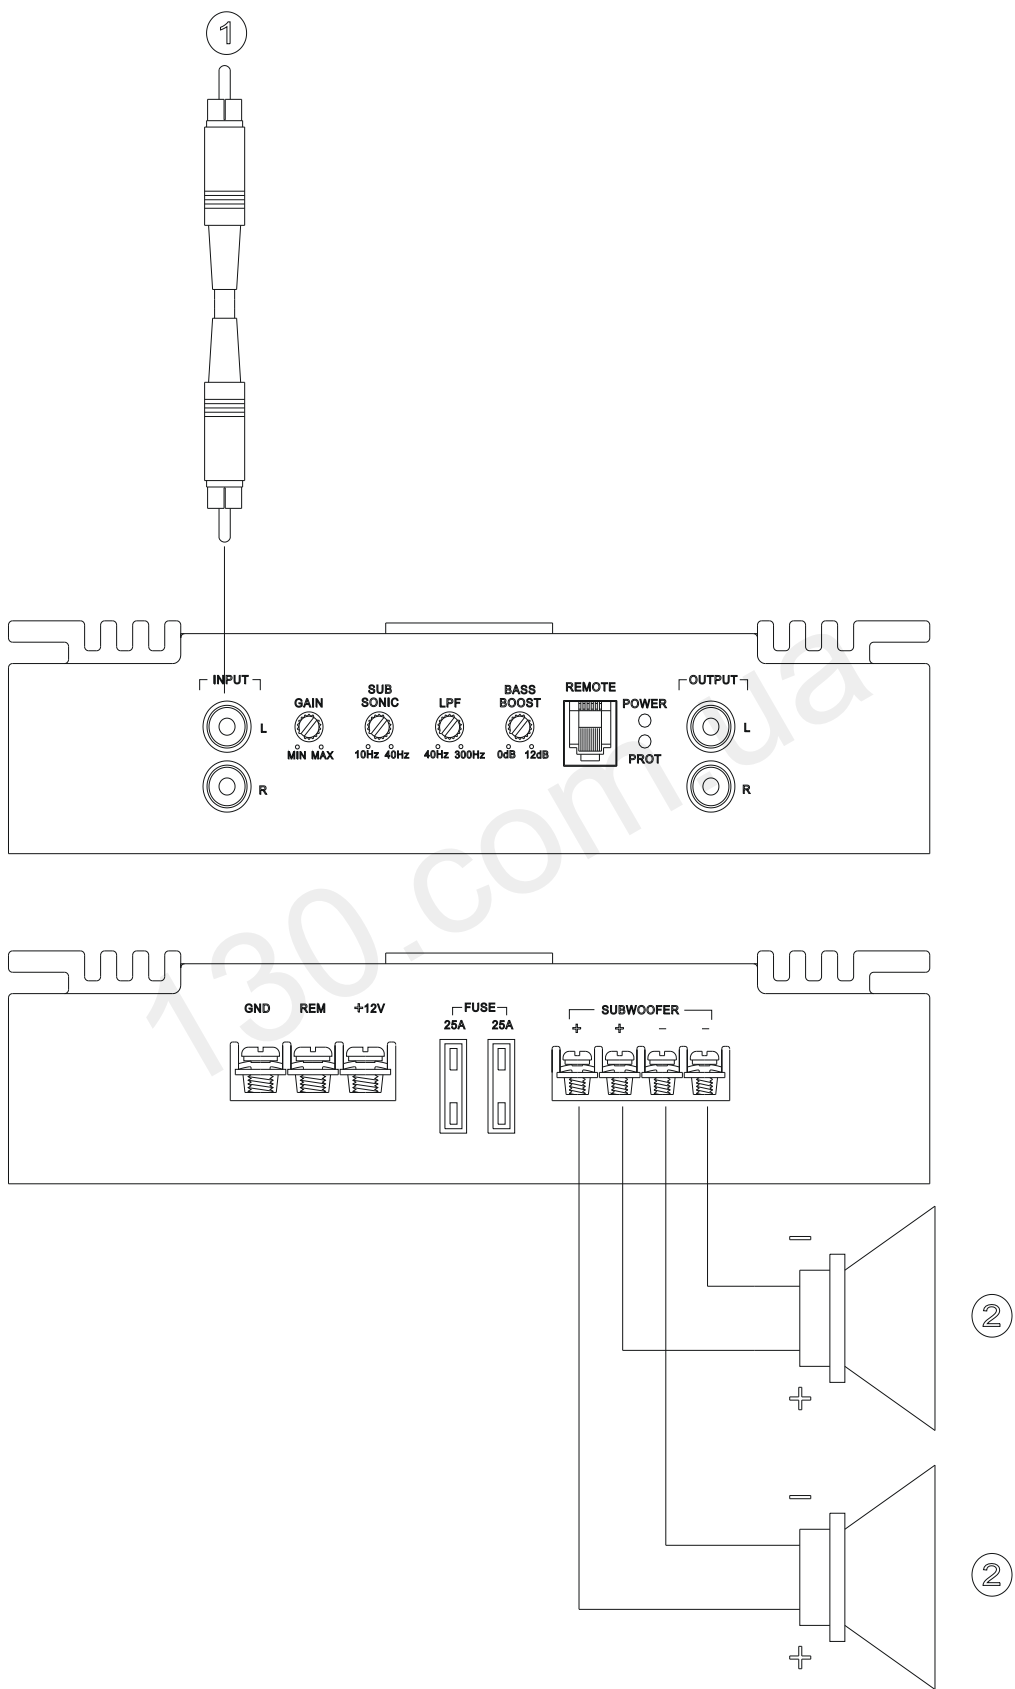 1
INPUT
L
R
GAIN
MIN MAX
SUB
SONIC
10Hz 40Hz
LPF
40Hz 300Hz
BASS
BOOST
0dB 12dB
REMOTE
POWER
PROT
OUTPUT
L
R
130.com.ua
GND REM +12V
FUSE
25A 25A
SUBWOOFER
+ + − −
−
+
2
−
+
2